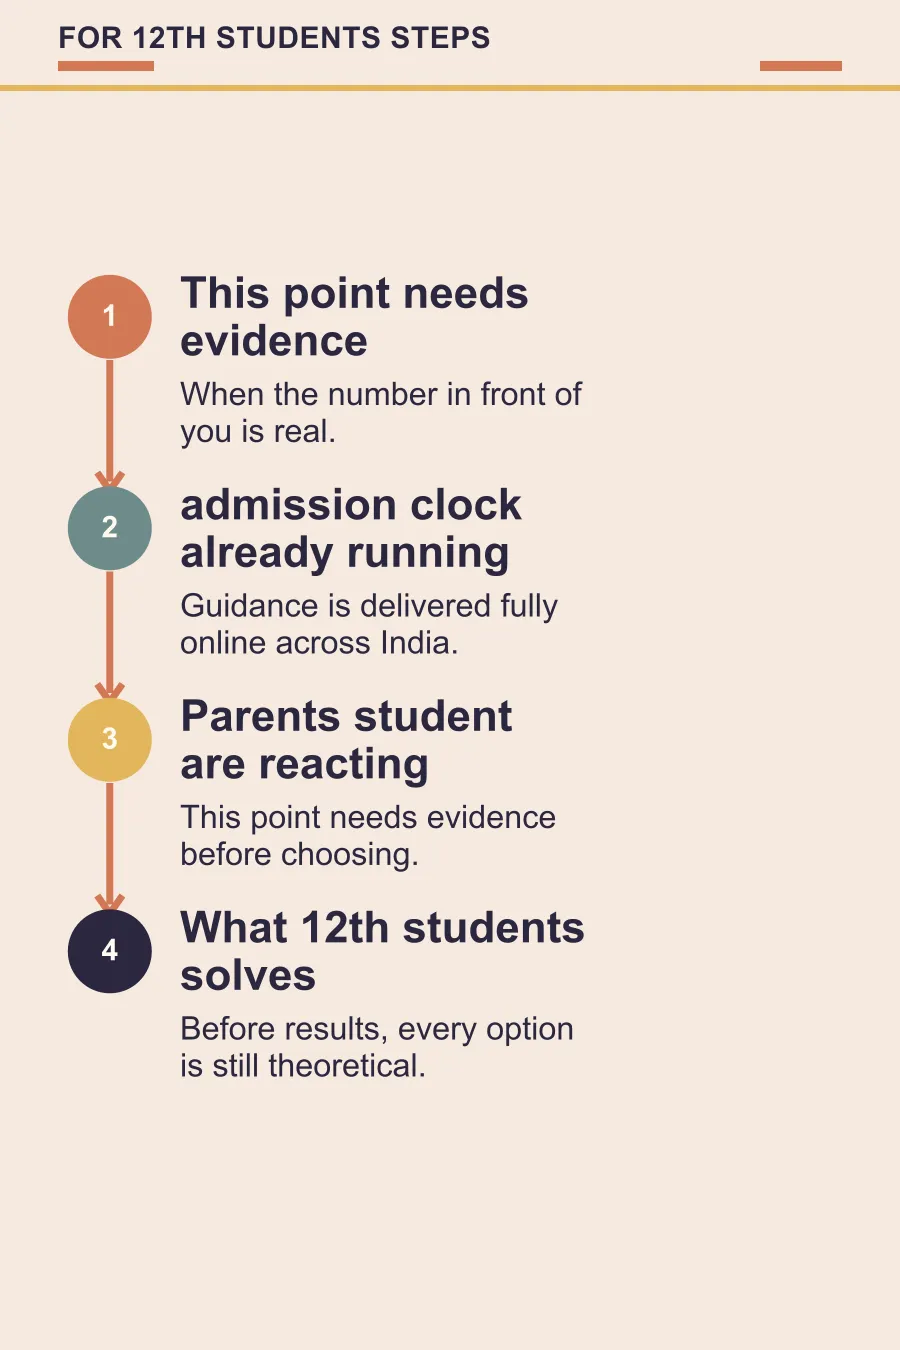 FOR 12TH STUDENTS STEPS
1
This point needs
evidence
When the number in front of
you is real.
2
admission clock
already running
Guidance is delivered fully
online across India.
3
Parents student
are reacting
This point needs evidence
before choosing.
4
What 12th students
solves
Before results, every option
is still theoretical.